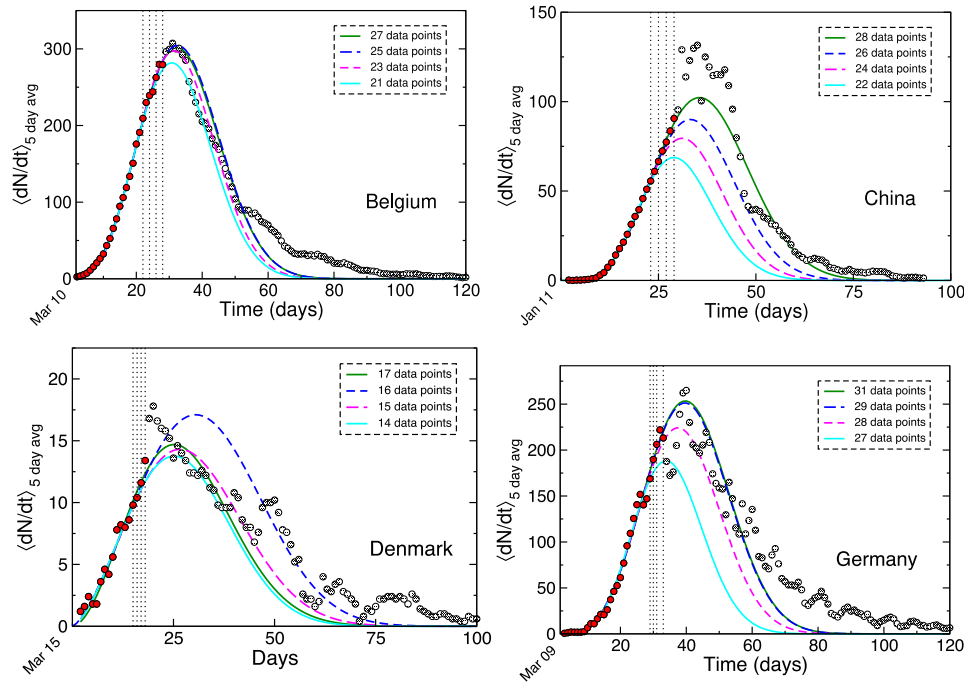 300
200
100
0
⟨dN/dt⟩5 day avg
27 data points
25 data points
23 data points
21 data points
Belgium
Mar 10
20
40
60
80
100
120
Time (days)
150
100
50
0
⟨dN/dt⟩5 day avg
28 data points
26 data points
24 data points
22 data points
China
Jan 11
25
50
75
100
Time (days)
20
15
10
5
0
⟨dN/dt⟩ 5 day avg
17 data points
16 data points
15 data points
14 data points
Denmark
Mar 15
25
50
75
100
Days
250
200
150
100
50
0
⟨dN/dt⟩5 day avg
31 data points
29 data points
28 data points
27 data points
Germany
Mar 09
20
40
60
80
100
120
Time (days)